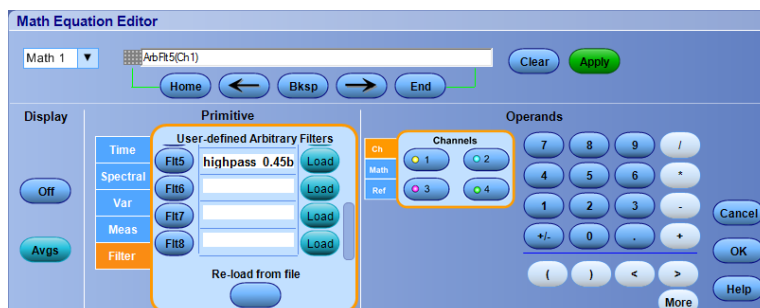 Math Equation Editor
Math 1
ArbFlt5(Ch1)
Clear
Apply
Home
Bksp
End
Display
Primitive
Operands
Off
Avgs
Time
Spectral
Var
Meas
Filter
User-defined Arbitrary Filters
Flt5 highpass 0.45b Load
Flt6 Load
Flt7 Load
Flt8 Load
Re-load from file
Ch
Math
Ref
Channels
1 2
3 4
7 8 9 /
4 5 6 *
1 2 3 -
+/- 0 . +
( ) < >
More
Cancel
OK
Help